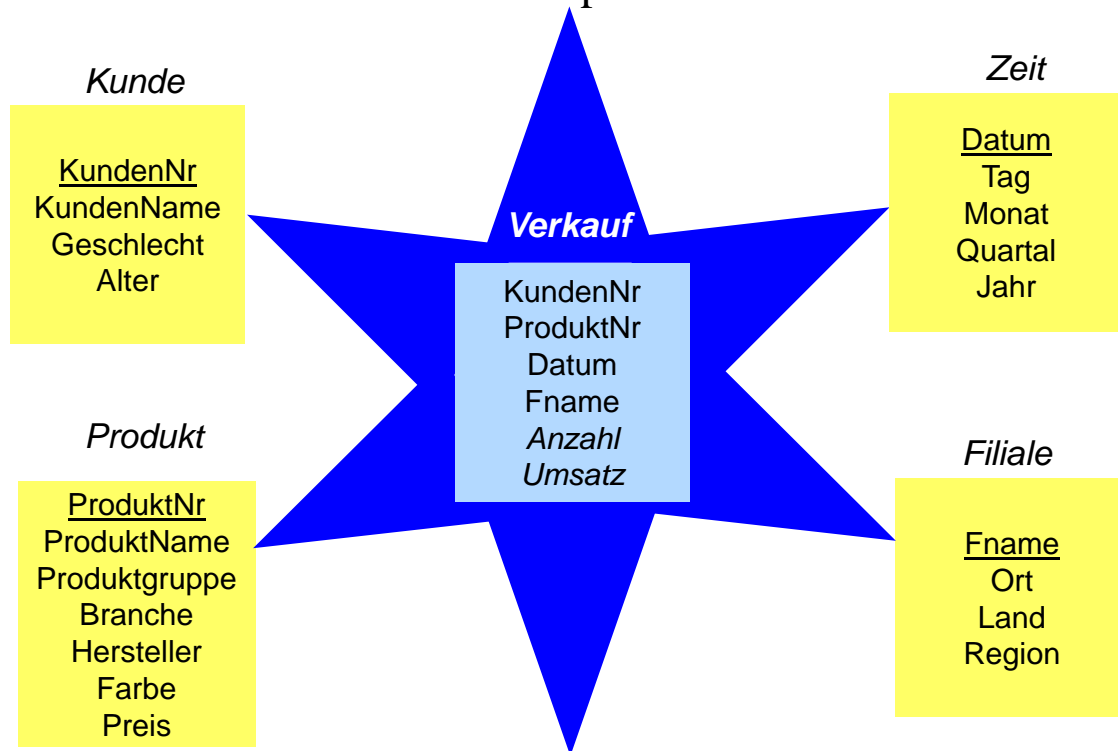 Kunde
KundenNr
KundenName
Geschlecht
Alter
Zeit
Datum
Tag
Monat
Quartal
Jahr
Verkauf
KundenNr
ProduktNr
Datum
Fname
Anzahl
Umsatz
Produkt
ProduktNr
ProduktName
Produktgruppe
Branche
Hersteller
Farbe
Preis
Filiale
Fname
Ort
Land
Region